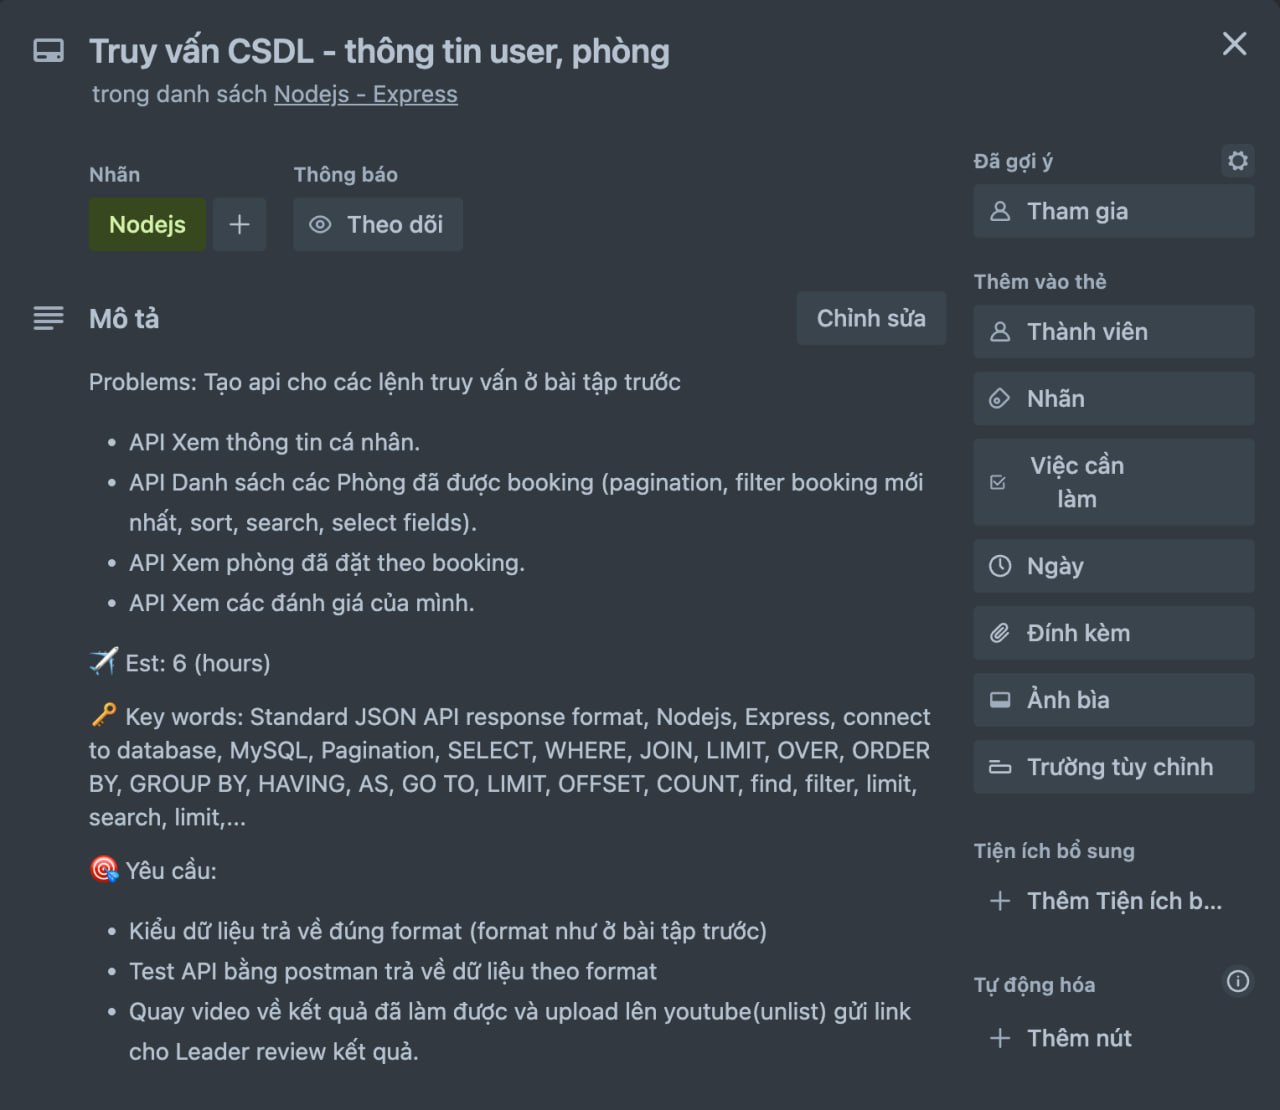 Truy vấn CSDL - thông tin user, phòng
trong danh sách Nodejs - Express
Nhãn
Thông báo
Nodejs
Theo dõi
Mô tả
Chỉnh sửa
Problems: Tạo api cho các lệnh truy vấn ở bài tập trước
• API Xem thông tin cá nhân.
• API Danh sách các Phòng đã được booking (pagination, filter booking mới
nhất, sort, search, select fields).
• API Xem phòng đã đặt theo booking.
• API Xem các đánh giá của mình.
✈️ Est: 6 (hours)
🔑 Key words: Standard JSON API response format, Nodejs, Express, connect
to database, MySQL, Pagination, SELECT, WHERE, JOIN, LIMIT, OVER, ORDER
BY, GROUP BY, HAVING, AS, GO TO, LIMIT, OFFSET, COUNT, find, filter, limit,
search, limit,...
🎯 Yêu cầu:
• Kiểu dữ liệu trả về đúng format (format như ở bài tập trước)
• Test API bằng postman trả về dữ liệu theo format
• Quay video về kết quả đã làm được và upload lên youtube(unlist) gửi link
cho Leader review kết quả.
Đã gợi ý
Tham gia
Thêm vào thẻ
Thành viên
Nhãn
Việc cần
làm
Ngày
Đính kèm
Ảnh bìa
Trường tùy chỉnh
Tiện ích bổ sung
+ Thêm Tiện ích b...
Tự động hóa
+ Thêm nút